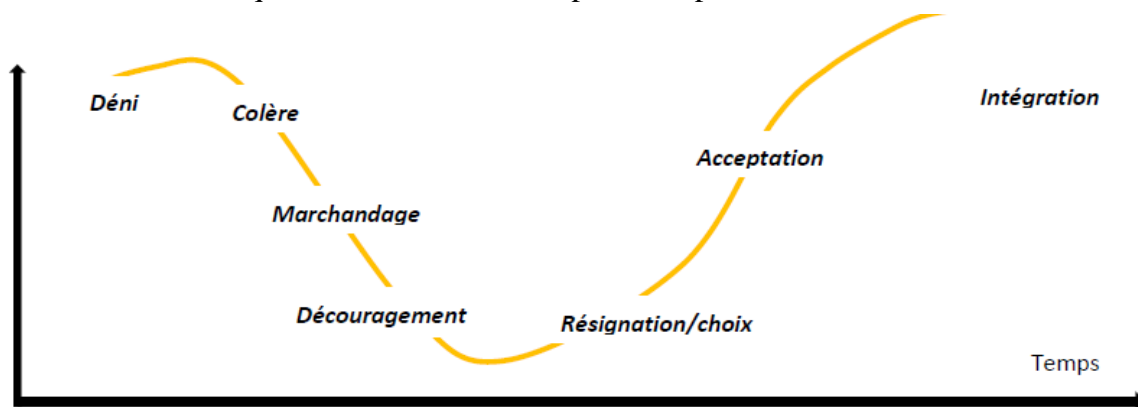 Déni
Colère
Marchandage
Découragement
Résignation/choix
Acceptation
Intégration
Temps